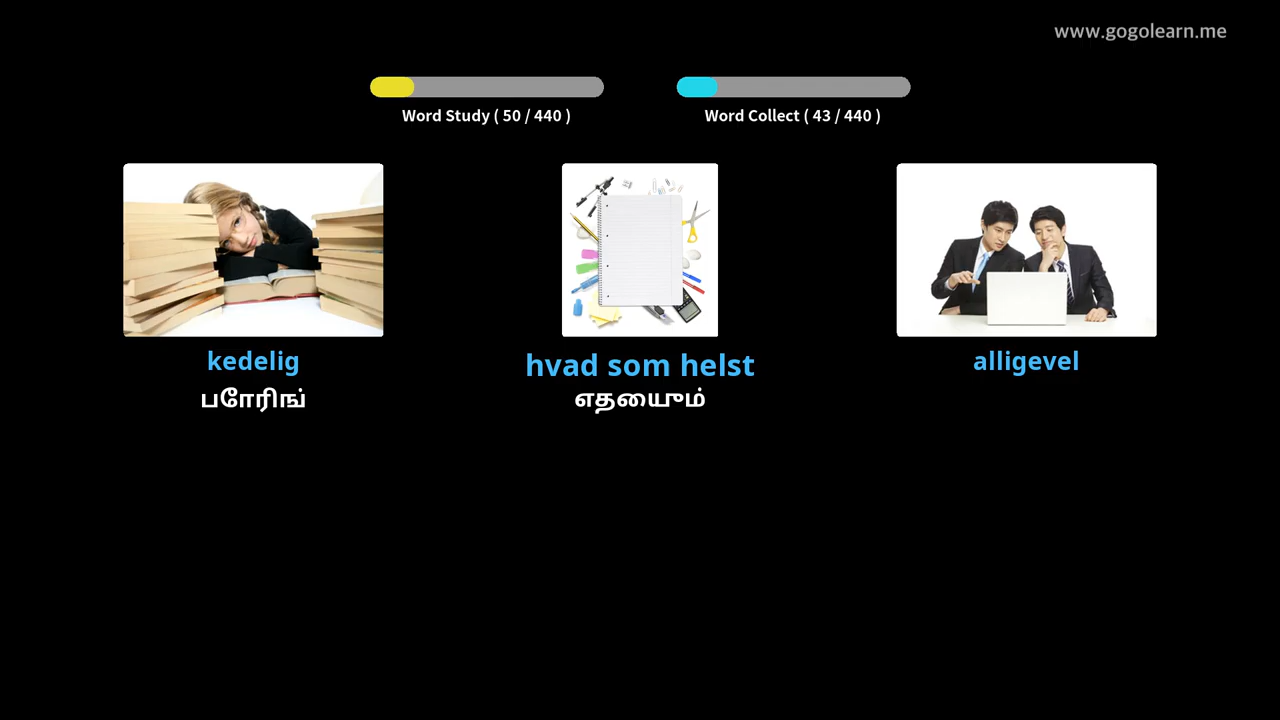 www.gogolearn.me
Word Study ( 50 / 440 )
Word Collect ( 43 / 440 )
kedelig
hvad som helst
alligevel
போரிங்
எதையும்